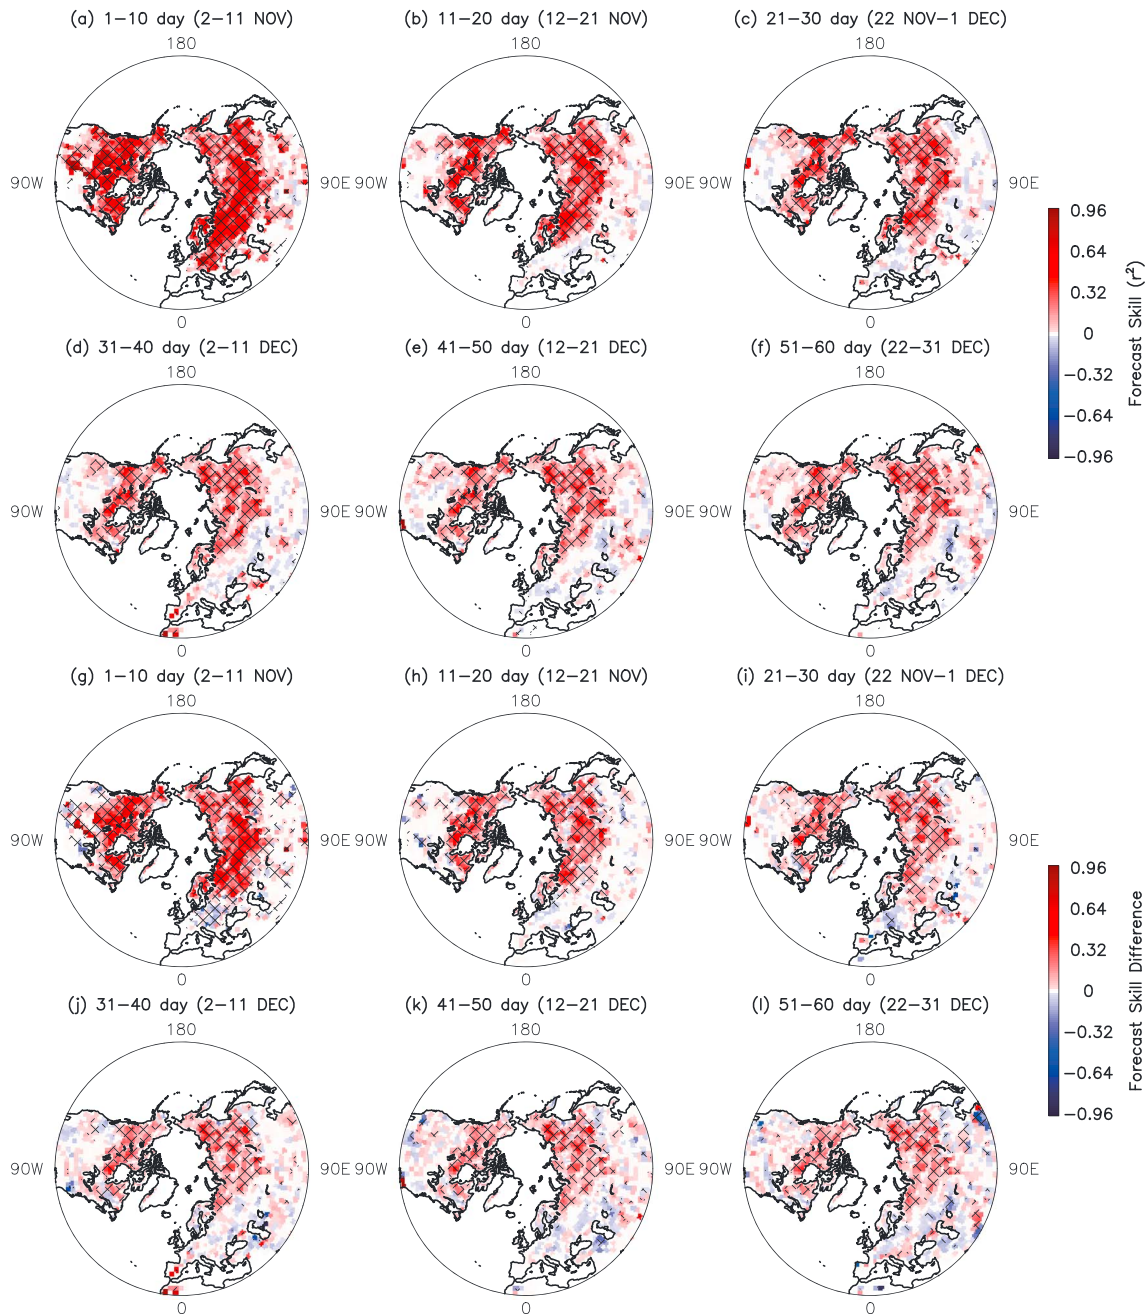 (a) 1−10 day (2−11 NOV)
(b) 11−20 day (12−21 NOV)
(c) 21−30 day (22 NOV−1 DEC)
180
180
180
90W
90E
90W
90E
90W
90E
0
0
0
0.96
0.64
0.32
0
−0.32
−0.64
−0.96
Forecast Skill (r²)
(d) 31−40 day (2−11 DEC)
(e) 41−50 day (12−21 DEC)
(f) 51−60 day (22−31 DEC)
180
180
180
90W
90E
90W
90E
90W
90E
0
0
0
(g) 1−10 day (2−11 NOV)
(h) 11−20 day (12−21 NOV)
(i) 21−30 day (22 NOV−1 DEC)
180
180
180
90W
90E
90W
90E
90W
90E
0
0
0
0.96
0.64
0.32
0
−0.32
−0.64
−0.96
Forecast Skill Difference
(j) 31−40 day (2−11 DEC)
(k) 41−50 day (12−21 DEC)
(l) 51−60 day (22−31 DEC)
180
180
180
90W
90E
90W
90E
90W
90E
0
0
0